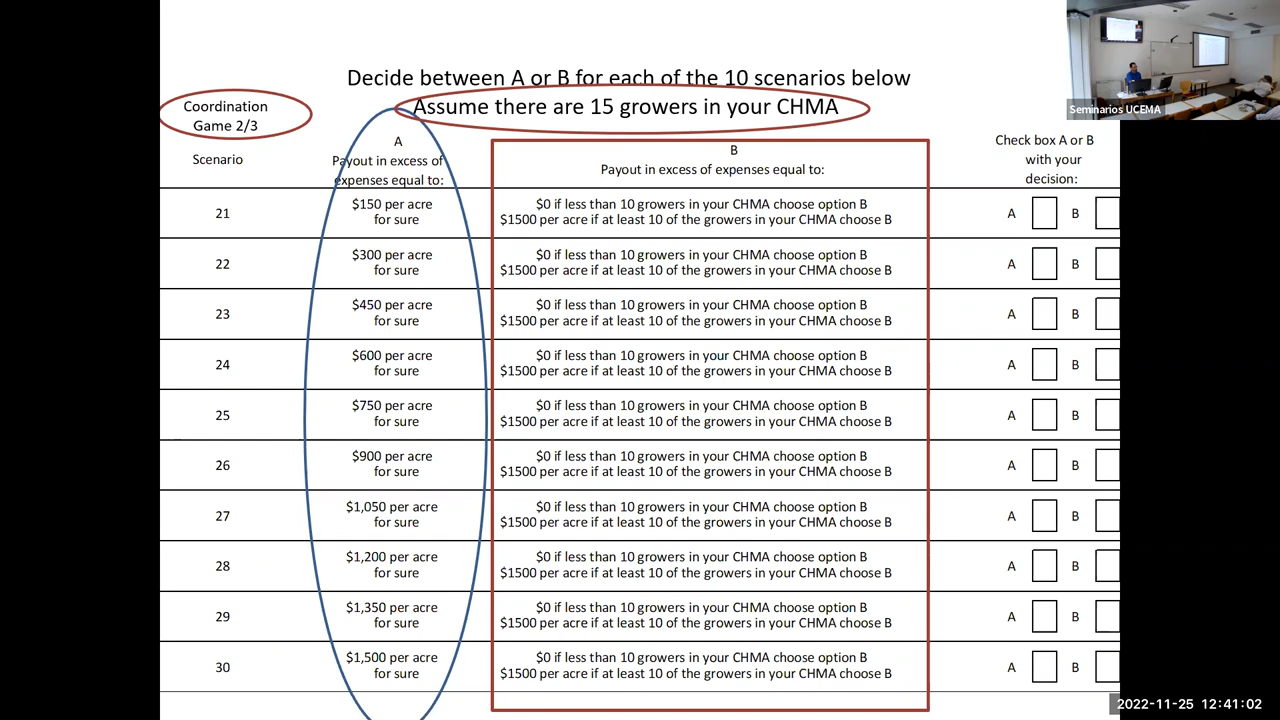 Decide between A or B for each of the 10 scenarios below
Assume there are 15 growers in your CHMA
Coordination
Game 2/3
Scenario
A
Payout in excess of
expenses equal to:
B
Payout in excess of expenses equal to:
Check box A or B
with your
decision:
21
$150 per acre
for sure
$0 if less than 10 growers in your CHMA choose option B
$1500 per acre if at least 10 of the growers in your CHMA choose B
A B
22
$300 per acre
for sure
$0 if less than 10 growers in your CHMA choose option B
$1500 per acre if at least 10 of the growers in your CHMA choose B
A B
23
$450 per acre
for sure
$0 if less than 10 growers in your CHMA choose option B
$1500 per acre if at least 10 of the growers in your CHMA choose B
A B
24
$600 per acre
for sure
$0 if less than 10 growers in your CHMA choose option B
$1500 per acre if at least 10 of the growers in your CHMA choose B
A B
25
$750 per acre
for sure
$0 if less than 10 growers in your CHMA choose option B
$1500 per acre if at least 10 of the growers in your CHMA choose B
A B
26
$900 per acre
for sure
$0 if less than 10 growers in your CHMA choose option B
$1500 per acre if at least 10 of the growers in your CHMA choose B
A B
27
$1,050 per acre
for sure
$0 if less than 10 growers in your CHMA choose option B
$1500 per acre if at least 10 of the growers in your CHMA choose B
A B
28
$1,200 per acre
for sure
$0 if less than 10 growers in your CHMA choose option B
$1500 per acre if at least 10 of the growers in your CHMA choose B
A B
29
$1,350 per acre
for sure
$0 if less than 10 growers in your CHMA choose option B
$1500 per acre if at least 10 of the growers in your CHMA choose B
A B
30
$1,500 per acre
for sure
$0 if less than 10 growers in your CHMA choose option B
$1500 per acre if at least 10 of the growers in your CHMA choose B
A B
Seminarios UCEMA
2022-11-25 12:41:02